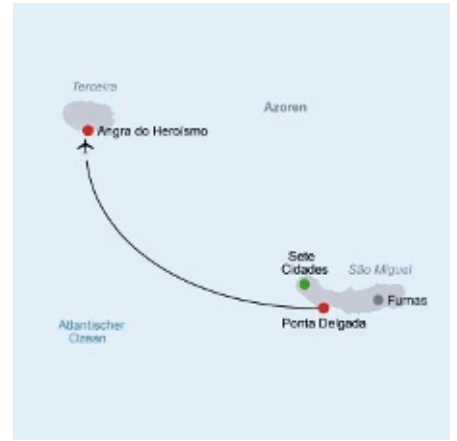 Terceira
Azoren
Angra do Heroísmo
Sete
Cidades
São Miguel
Furnas
Ponta Delgada
Atlantischer
Ozean